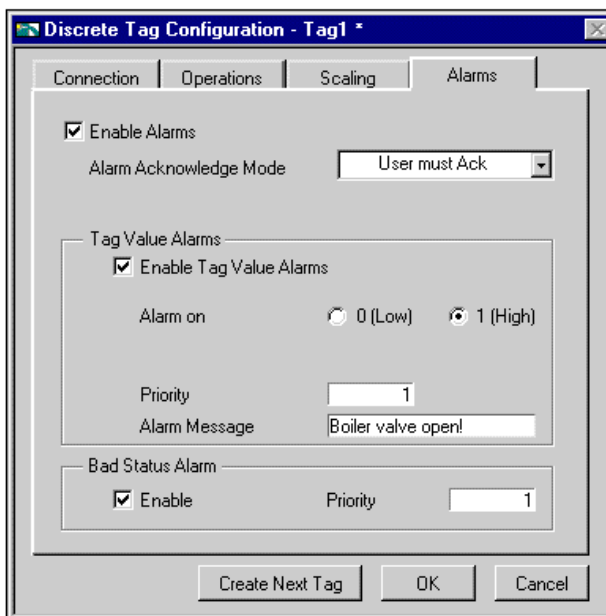 Discrete Tag Configuration - Tag1 *
Connection Operations Scaling Alarms
Enable Alarms
Alarm Acknowledge Mode User must Ack
Tag Value Alarms
Enable Tag Value Alarms
Alarm on 0 (Low) 1 (High)
Priority 1
Alarm Message Boiler valve open!
Bad Status Alarm
Enable Priority 1
Create Next Tag OK Cancel